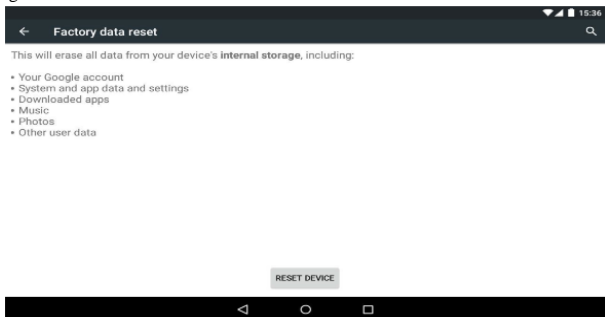 15:36
Factory data reset
This will erase all data from your device's internal storage, including:
• Your Google account
• System and app data and settings
• Downloaded apps
• Music
• Photos
• Other user data
RESET DEVICE